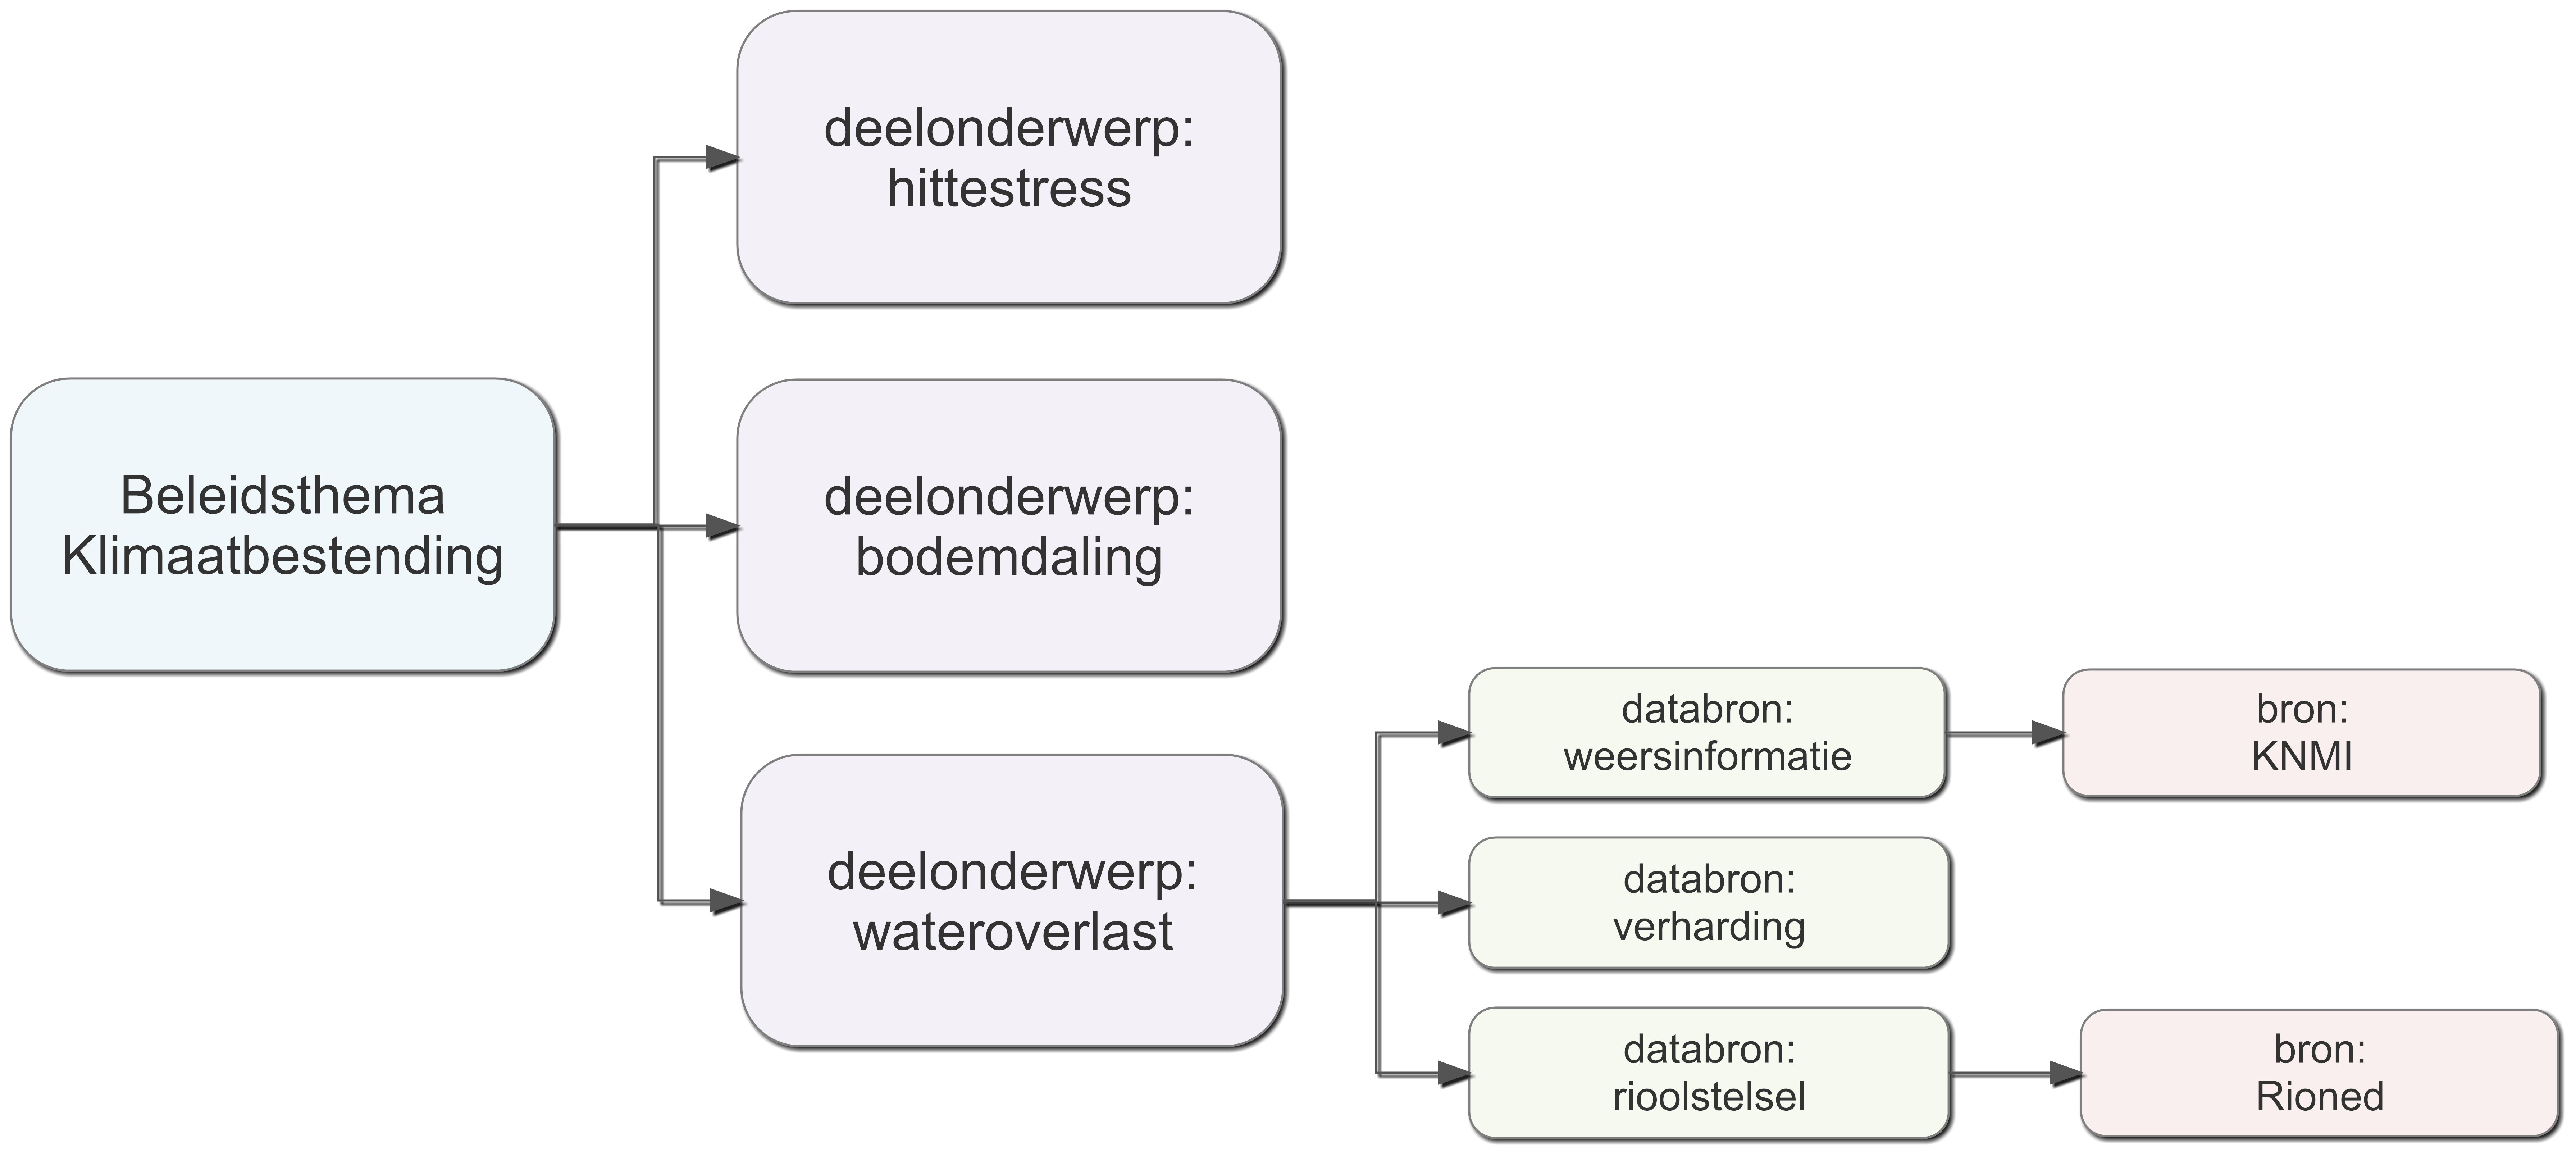 Beleidsthema
Klimaatbestending
deelonderwerp:
hittestress
deelonderwerp:
bodemdaling
deelonderwerp:
wateroverlast
databron:
weersinformatie
bron:
KNMI
databron:
verharding
databron:
rioolstelsel
bron:
Rioned